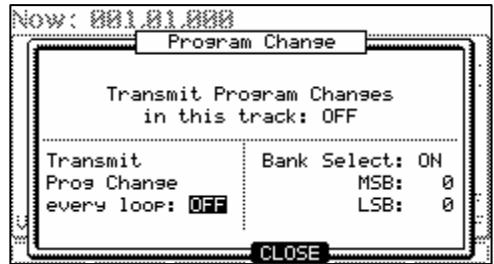 Now: 001.01.000
Program Change
Transmit Program Changes
in this track: OFF
Transmit
Prog Change
every loop: OFF
Bank Select: ON
MSB: 0
LSB: 0
CLOSE